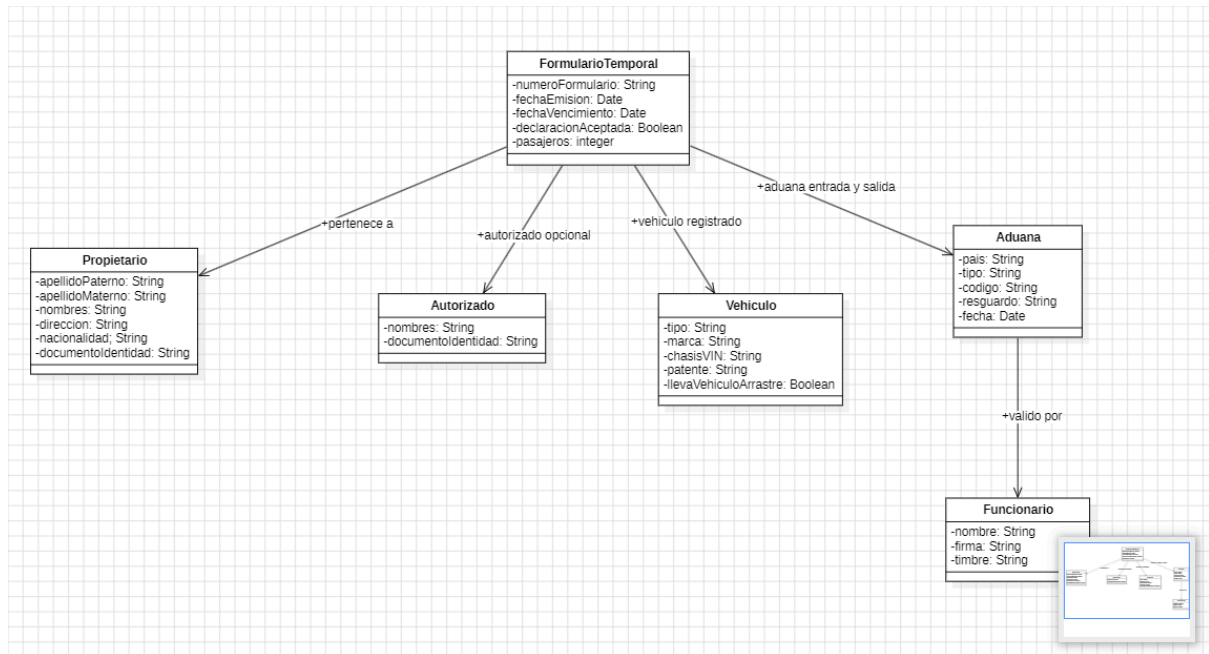 FormularioTemporal
-numeroFormulario: String
-fechaEmision: Date
-fechaVencimiento: Date
-declaracionAceptada: Boolean
-pasajeros: integer
+aduana entrada y salida
+pertenece a
+autorizado opcional
+vehiculo registrado
Propietario
-apellidoPaterno: String
-apellidoMaterno: String
-nombres: String
-direccion: String
-nacionalidad; String
-documentoIdentidad: String
Autorizado
-nombres: String
-documentoIdentidad: String
Vehiculo
-tipo: String
-marca: String
-chasisVIN: String
-patente: String
-llevaVehiculoArrastre: Boolean
Aduana
-pais: String
-tipo: String
-codigo: String
-resguardo: String
-fecha: Date
+valido por
Funcionario
-nombre: String
-firma: String
-timbre: String